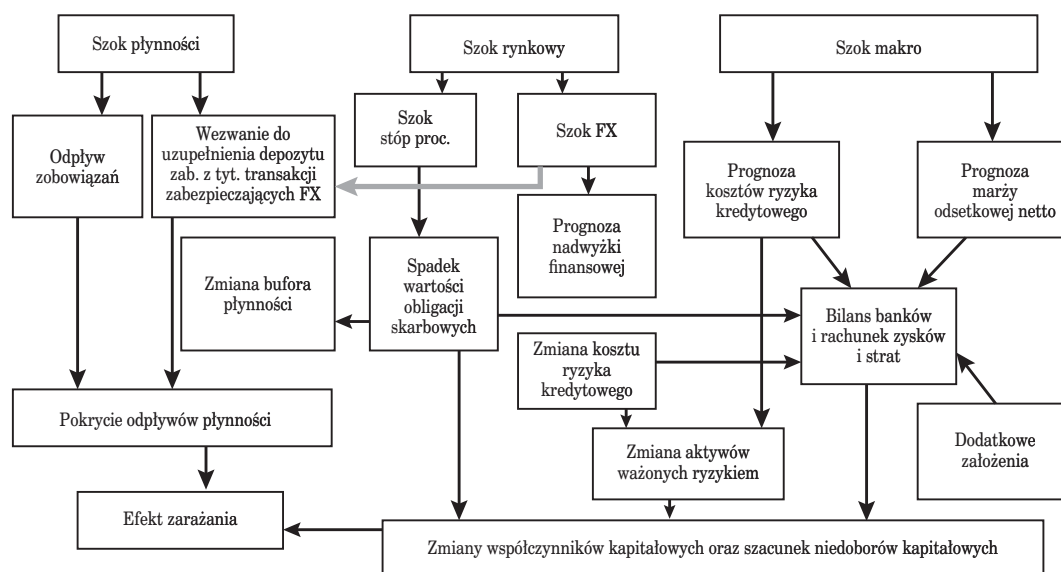 Szok płynności
Szok rynkowy
Szok makro
Odpływ
zobowiązań
Wezwanie do
uzupełnienia depozytu
zab. z tyt. transakcji
zabezpieczających FX
Szok
stóp proc.
Szok FX
Prognoza
kosztów ryzyka
kredytowego
Prognoza
marży
odsetkowej netto
Zmiana bufora
płynności
Spadek
wartości
obligacji
skarbowych
Prognoza
nadwyżki
finansowej
Bilans banków
i rachunek zysków
i strat
Zmiana kosztu
ryzyka
kredytowego
Pokrycie odpływów płynności
Zmiana aktywów
ważonych ryzykiem
Dodatkowe
założenia
Efekt zarażania
Zmiany współczynników kapitałowych oraz szacunek niedoborów kapitałowych